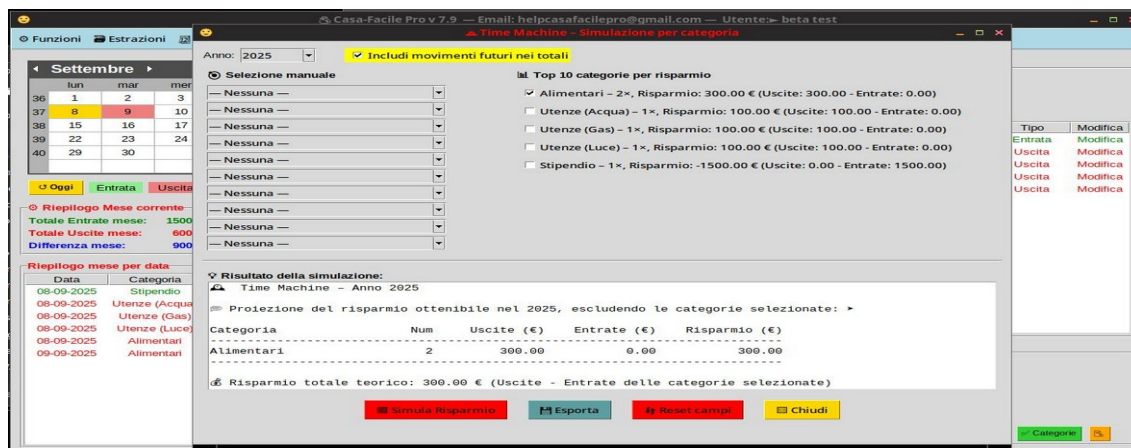 Casa-Facile Pro v 7.9 — Email: helpcasafacilepro@gmail.com — Utente:➢ beta test
Funzioni Estrazioni
Time Machine – Simulazione per categoria
Anno: 2025
Includi movimenti futuri nei totali
Selezione manuale
— Nessuna —
— Nessuna —
— Nessuna —
— Nessuna —
— Nessuna —
— Nessuna —
— Nessuna —
— Nessuna —
— Nessuna —
— Nessuna —
Top 10 categorie per risparmio
Alimentari – 2×, Risparmio: 300.00 € (Uscite: 300.00 - Entrate: 0.00)
Utenze (Acqua) – 1×, Risparmio: 100.00 € (Uscite: 100.00 - Entrate: 0.00)
Utenze (Gas) – 1×, Risparmio: 100.00 € (Uscite: 100.00 - Entrate: 0.00)
Utenze (Luce) – 1×, Risparmio: 100.00 € (Uscite: 100.00 - Entrate: 0.00)
Stipendio – 1×, Risparmio: -1500.00 € (Uscite: 0.00 - Entrate: 1500.00)
Settembre
lun mar mer
36 1 2 3
37 8 9 10
38 15 16 17
39 22 23 24
40 29 30
Oggi Entrata Uscita
Riepilogo Mese corrente
Totale Entrate mese: 1500
Totale Uscite mese: 600
Differenza mese: 900
Riepilogo mese per data
Data Categoria
08-09-2025 Stipendio
08-09-2025 Utenze (Acqua
08-09-2025 Utenze (Gas)
08-09-2025 Utenze (Luce)
08-09-2025 Alimentari
09-09-2025 Alimentari
Risultato della simulazione:
Time Machine – Anno 2025
Proiezione del risparmio ottenibile nel 2025, escludendo le categorie selezionate: ➢
Categoria Num Uscite (€) Entrate (€) Risparmio (€)
Alimentari 2 300.00 0.00 300.00
Risparmio totale teorico: 300.00 € (Uscite - Entrate delle categorie selezionate)
Simula Risparmio Esporta Reset campi Chiudi
Tipo Modifica
Entrata Modifica
Uscita Modifica
Uscita Modifica
Uscita Modifica
Uscita Modifica
Categorie